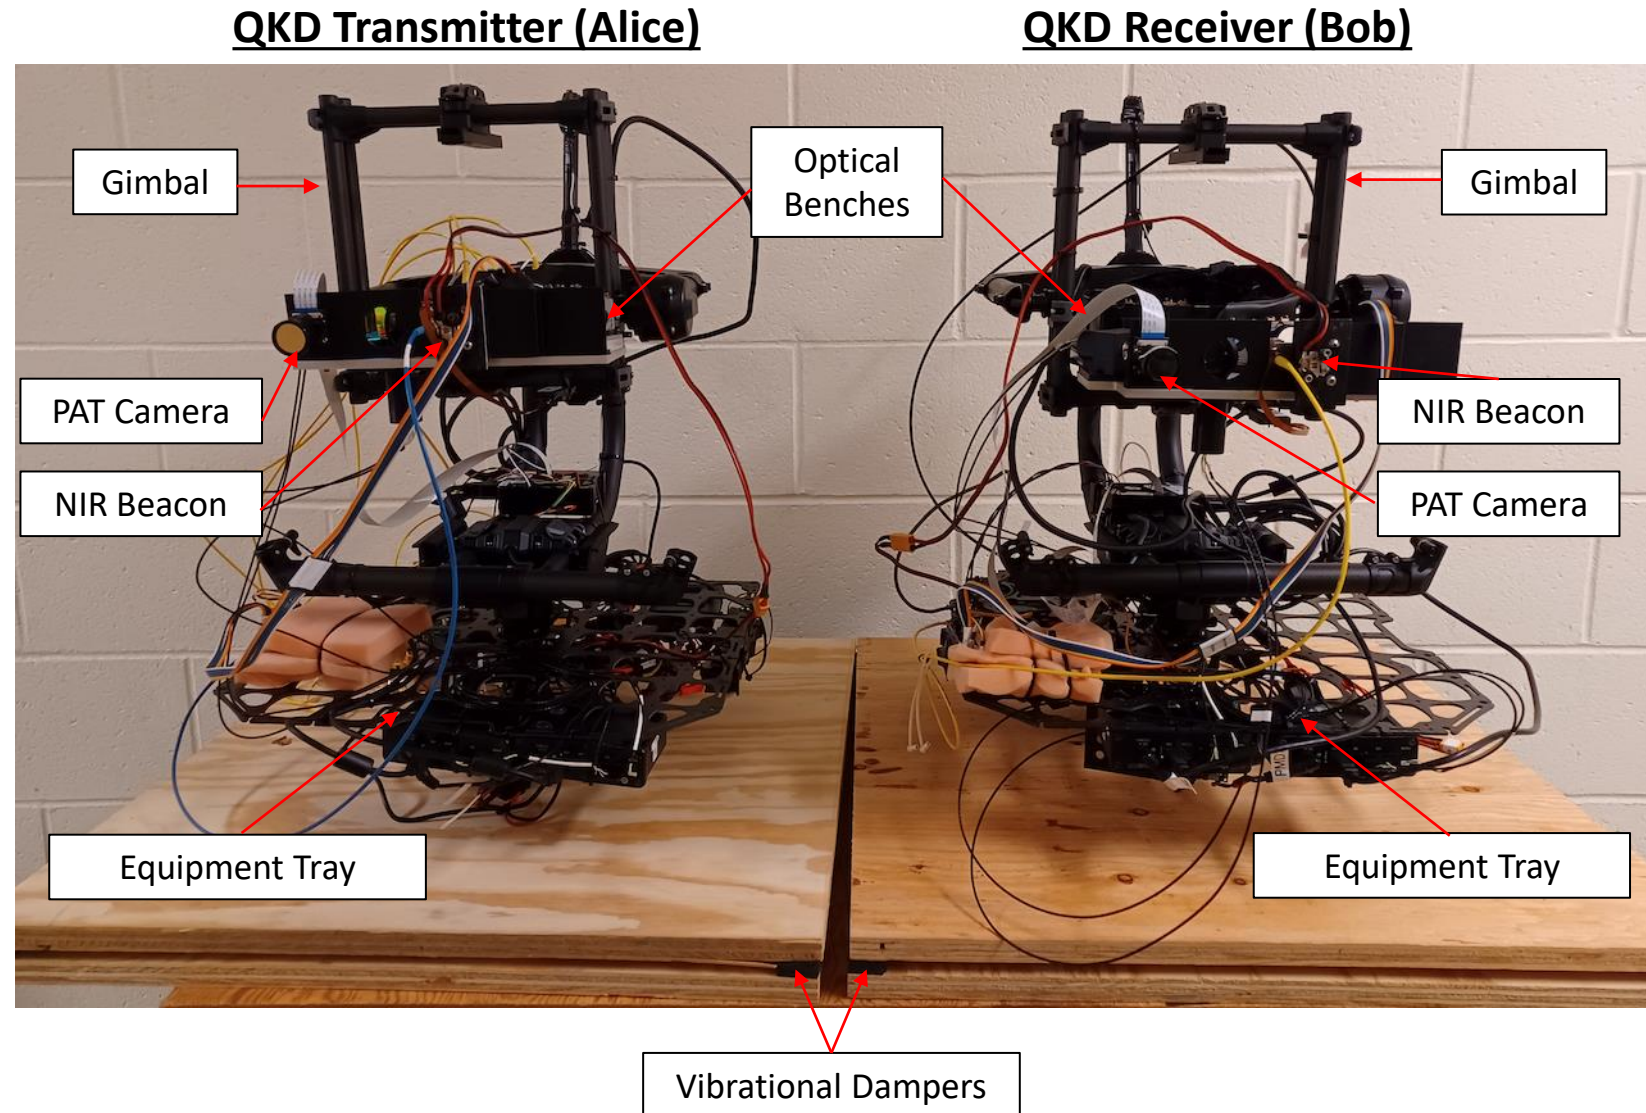 QKD Transmitter (Alice)
QKD Receiver (Bob)
Gimbal
Optical
Benches
Gimbal
PAT Camera
NIR Beacon
NIR Beacon
PAT Camera
PMD
Equipment Tray
Equipment Tray
Vibrational Dampers